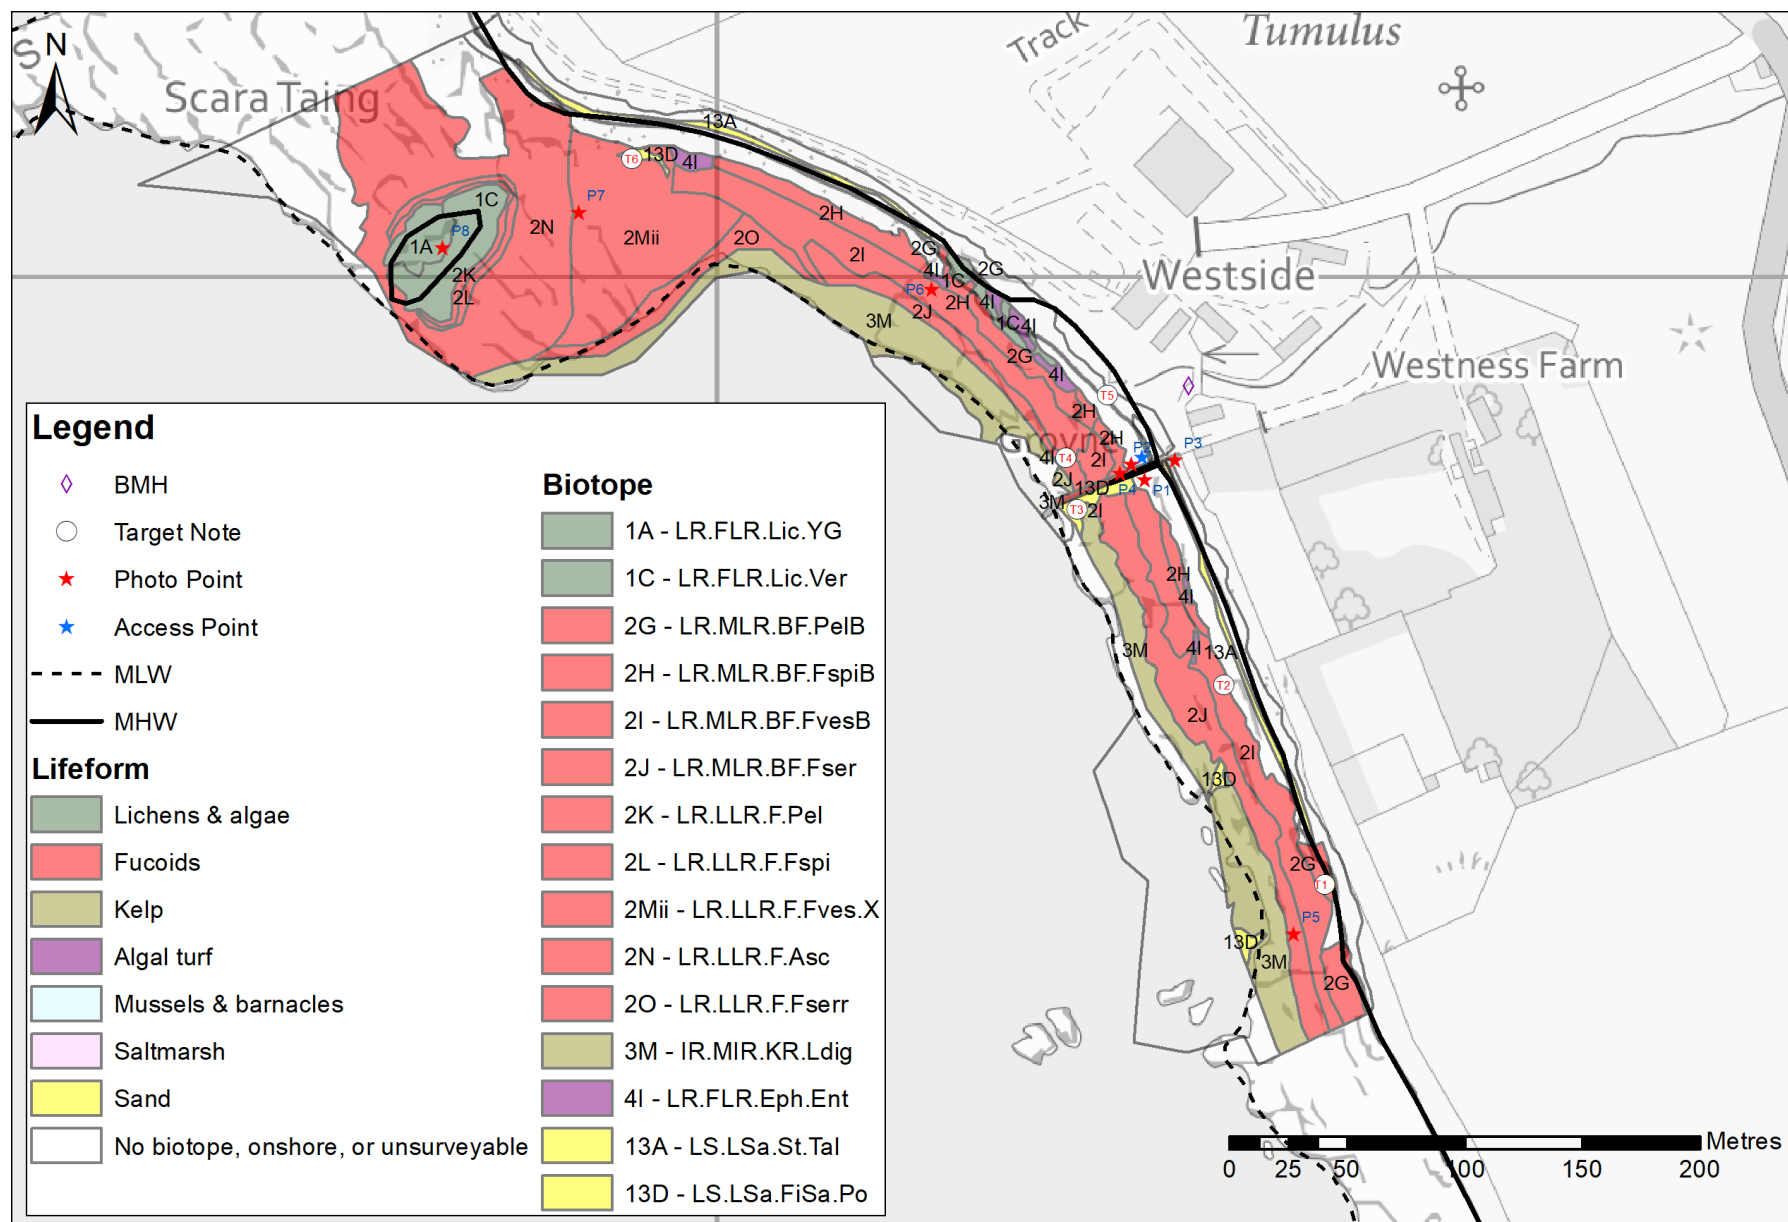 Tumulus
Track
N
S
Scara Taing
13A
T6
13D
4I
1C
P7
2H
2N
P8
1A
2Mii
2O
2I
2G
2G
4I
1C
2K
2L
P6
2H
4I
2J
1C
4I
3M
2G
4I
Westside
Westness Farm
T5
2H
2H
P2
P3
4I
T4
2I
2J
13D
P4
P1
3M
T3
2I
2H
4I
3M
4I
13A
T2
2J
2I
13D
2G
T1
P5
13D
3M
2G
Legend
BMH
Target Note
Photo Point
Access Point
MLW
MHW
Lifeform
Lichens & algae
Fucoids
Kelp
Algal turf
Mussels & barnacles
Saltmarsh
Sand
No biotope, onshore, or unsurveyable
Biotope
1A - LR.FLR.Lic.YG
1C - LR.FLR.Lic.Ver
2G - LR.MLR.BF.PelB
2H - LR.MLR.BF.FspiB
2I - LR.MLR.BF.FvesB
2J - LR.MLR.BF.Fser
2K - LR.LLR.F.Pel
2L - LR.LLR.F.Fspi
2Mii - LR.LLR.F.Fves.X
2N - LR.LLR.F.Asc
2O - LR.LLR.F.Fserr
3M - IR.MIR.KR.Ldig
4I - LR.FLR.Eph.Ent
13A - LS.LSa.St.Tal
13D - LS.LSa.FiSa.Po
Metres
0 25 50 100 150 200